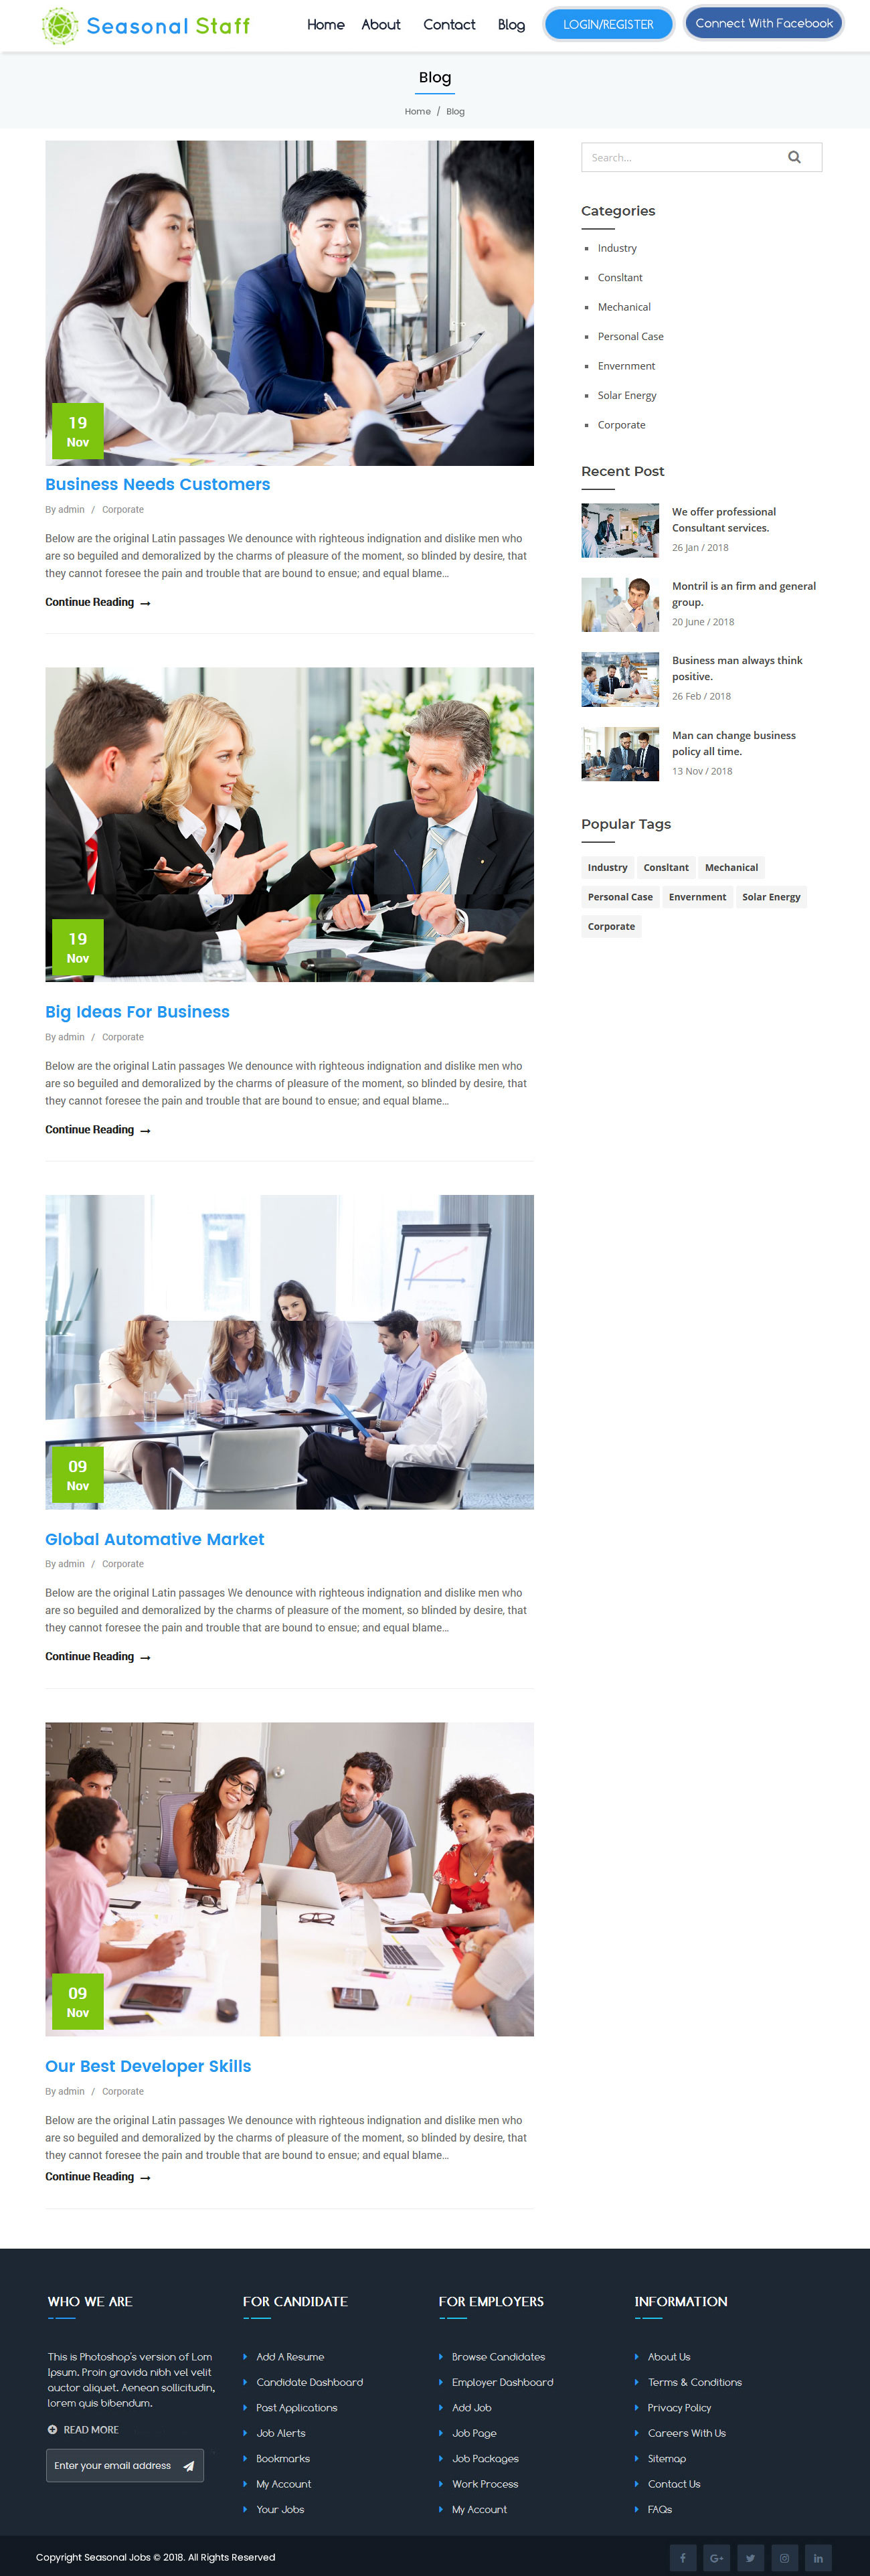 Seasonal Staff
Home About Contact Blog LOGIN/REGISTER Connect With Facebook
Blog
Home / Blog
19
Nov
Business Needs Customers
By admin / Corporate
Below are the original Latin passages We denounce with righteous indignation and dislike men who
are so beguiled and demoralized by the charms of pleasure of the moment, so blinded by desire, that
they cannot foresee the pain and trouble that are bound to ensue; and equal blame...
Continue Reading
19
Nov
Big Ideas For Business
By admin / Corporate
Below are the original Latin passages We denounce with righteous indignation and dislike men who
are so beguiled and demoralized by the charms of pleasure of the moment, so blinded by desire, that
they cannot foresee the pain and trouble that are bound to ensue; and equal blame...
Continue Reading
09
Nov
Global Automative Market
By admin / Corporate
Below are the original Latin passages We denounce with righteous indignation and dislike men who
are so beguiled and demoralized by the charms of pleasure of the moment, so blinded by desire, that
they cannot foresee the pain and trouble that are bound to ensue; and equal blame...
Continue Reading
09
Nov
Our Best Developer Skills
By admin / Corporate
Below are the original Latin passages We denounce with righteous indignation and dislike men who
are so beguiled and demoralized by the charms of pleasure of the moment, so blinded by desire, that
they cannot foresee the pain and trouble that are bound to ensue; and equal blame...
Continue Reading
Search...
Categories
Industry
Consltant
Mechanical
Personal Case
Envernment
Solar Energy
Corporate
Recent Post
We offer professional
Consultant services.
26 Jan / 2018
Montril is an firm and general
group.
20 June / 2018
Business man always think
positive.
26 Feb / 2018
Man can change business
policy all time.
13 Nov / 2018
Popular Tags
Industry Consltant Mechanical
Personal Case Envernment Solar Energy
Corporate
WHO WE ARE
This is Photoshop's version of Lom
Ipsum. Proin gravida nibh vel velit
auctor aliquet. Aenean sollicitudin,
lorem quis bibendum.
READ MORE
Enter your email address
FOR CANDIDATE
Add A Resume
Candidate Dashboard
Past Applications
Job Alerts
Bookmarks
My Account
Your Jobs
FOR EMPLOYERS
Browse Candidates
Employer Dashboard
Add Job
Job Page
Job Packages
Work Process
My Account
INFORMATION
About Us
Terms & Conditions
Privacy Policy
Careers With Us
Sitemap
Contact Us
FAQs
Copyright Seasonal Jobs © 2018. All Rights Reserved